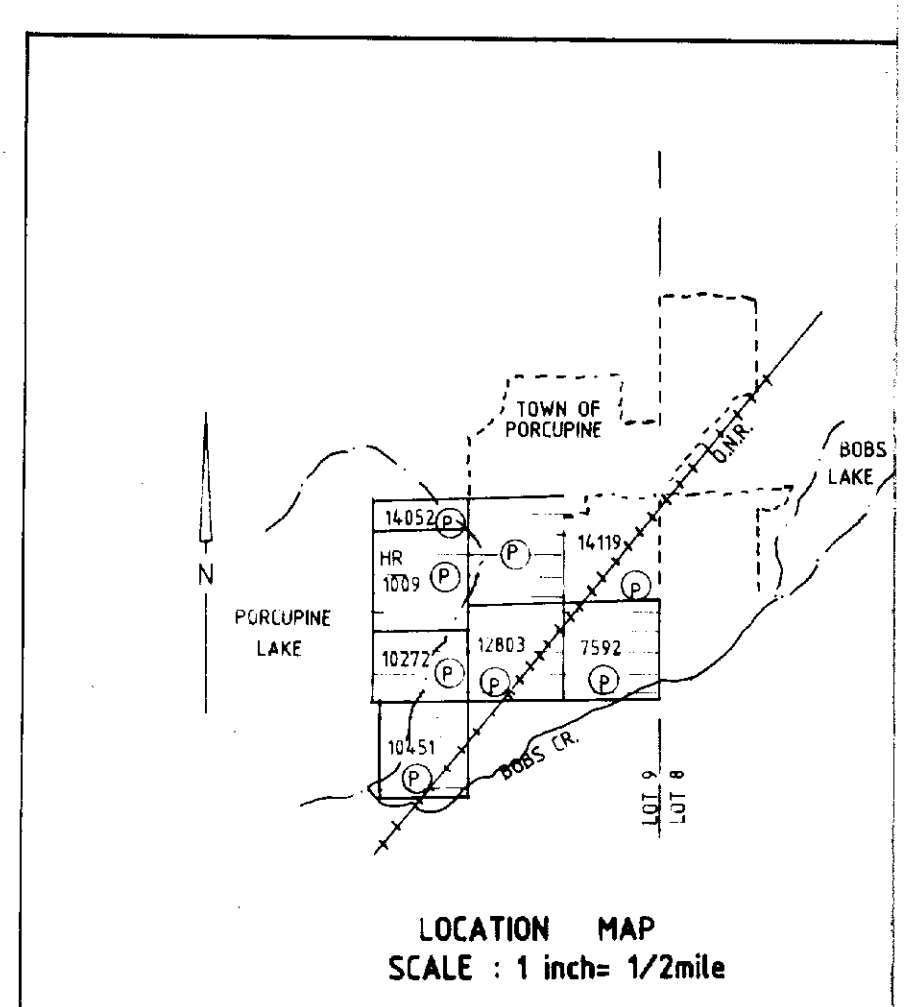 TOWN OF
PORCUPINE
O.N.R.
BOBS
LAKE
14052
P
P
14119
P
HR
1009
P
N
PORCUPINE
LAKE
10272
P
12803
P
7592
P
10451
P
BOBS CR.
LOT 9
LOT 8
LOCATION MAP
SCALE : 1 inch= 1/2mile